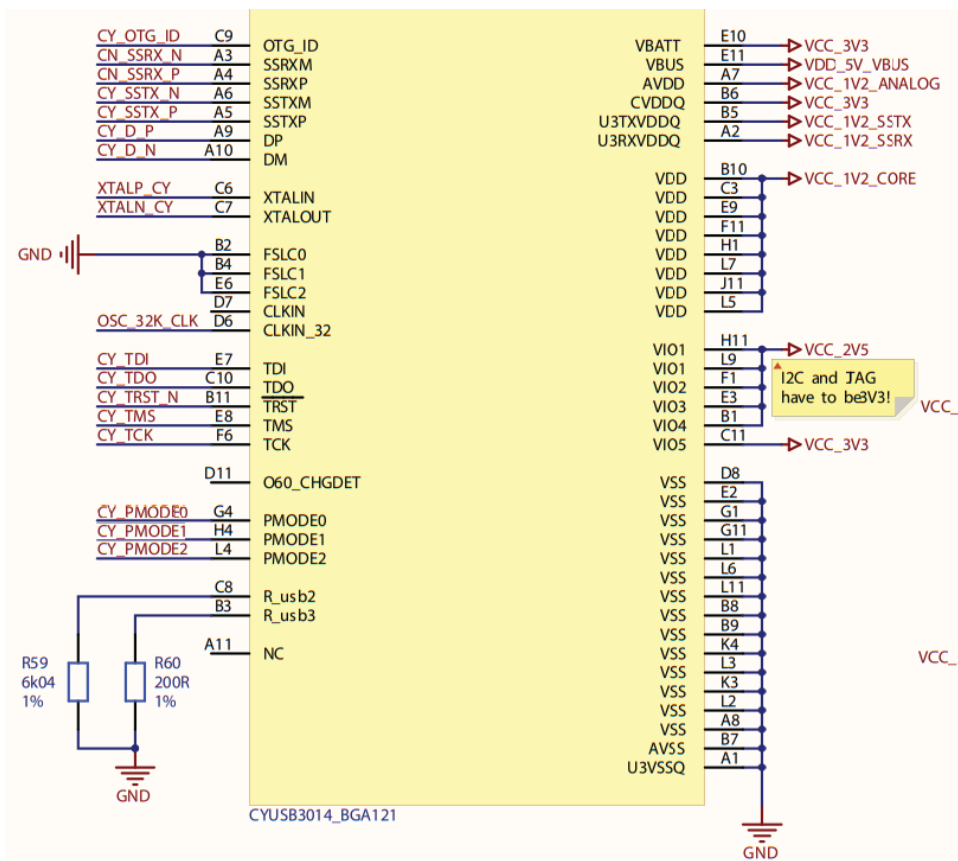 CY_OTG_ID C9 OTG_ID
CN_SSRX_N A3 SSRXM
CN_SSRX_P A4 SSRXP
CY_SSTX_N A6 SSTXM
CY_SSTX_P A5 SSTXP
CY_D_P A9 DP
CY_D_N A10 DM
XTALP_CY C6 XTALIN
XTALN_CY C7 XTALOUT
GND
B2 FSLC0
B4 FSLC1
E6 FSLC2
D7 CLKIN
OSC_32K_CLK D6 CLKIN_32
CY_TDI E7 TDI
CY_TDO C10 TDO
CY_TRST_N B11 TRST
CY_TMS E8 TMS
CY_TCK F6 TCK
D11 O60_CHGDET
CY_PMODE0 G4 PMODE0
CY_PMODE1 H4 PMODE1
CY_PMODE2 L4 PMODE2
C8 R_usb2
B3 R_usb3
A11 NC
R59
6k04
1%
R60
200R
1%
GND
VBATT E10 VCC_3V3
VBUS E11 VDD_5V_VBUS
AVDD A7 VCC_1V2_ANALOG
CVDDQ B6 VCC_3V3
U3TXVDDQ B5 VCC_1V2_SSTX
U3RXVDDQ A2 VCC_1V2_SSRX
VDD B10 VCC_1V2_CORE
VDD C3
VDD E9
VDD F11
VDD H1
VDD L7
VDD J11
VDD L5
VIO1 H11 VCC_2V5
VIO1 L9
VIO2 F1
VIO3 E3
VIO4 B1
VIO5 C11 VCC_3V3
I2C and JTAG
have to be3V3!
VCC_
VSS D8
VSS E2
VSS G1
VSS G11
VSS L1
VSS L6
VSS L11
VSS B8
VSS B9
VSS K4
VSS L3
VSS K3
VSS L2
VSS A8
AVSS B7
U3VSSQ A1
VCC_
GND
CYUSB3014_BGA121